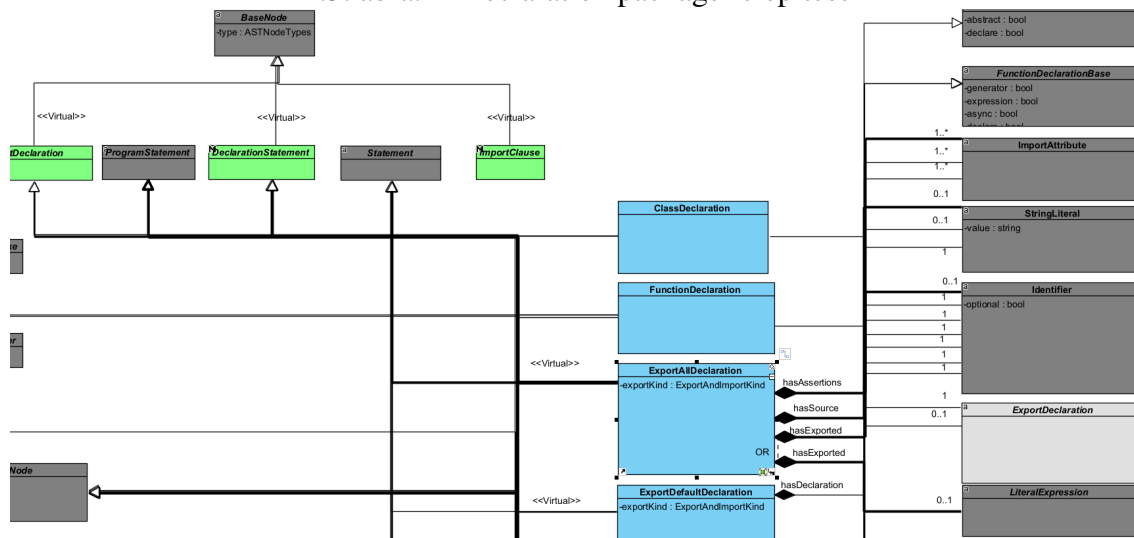 BaseNode
-type : ASTNodeTypes
-abstract : bool
-declare : bool
FunctionDeclarationBase
-generator : bool
-expression : bool
-async : bool
<<Virtual>>
<<Virtual>>
<<Virtual>>
tDeclaration
ProgramStatement
DeclarationStatement
Statement
ImportClause
1..*
ImportAttribute
1..*
1..*
0..1
ClassDeclaration
StringLiteral
-value : string
0..1
1
FunctionDeclaration
0..1
Identifier
-optional : bool
1
1
1
1
1
1
<<Virtual>>
ExportAllDeclaration
-exportKind : ExportAndImportKind
hasAssertions
hasSource
hasExported
OR
hasExported
1
0..1
ExportDeclaration
Node
<<Virtual>>
ExportDefaultDeclaration
-exportKind : ExportAndImportKind
hasDeclaration
0..1
LiteralExpression